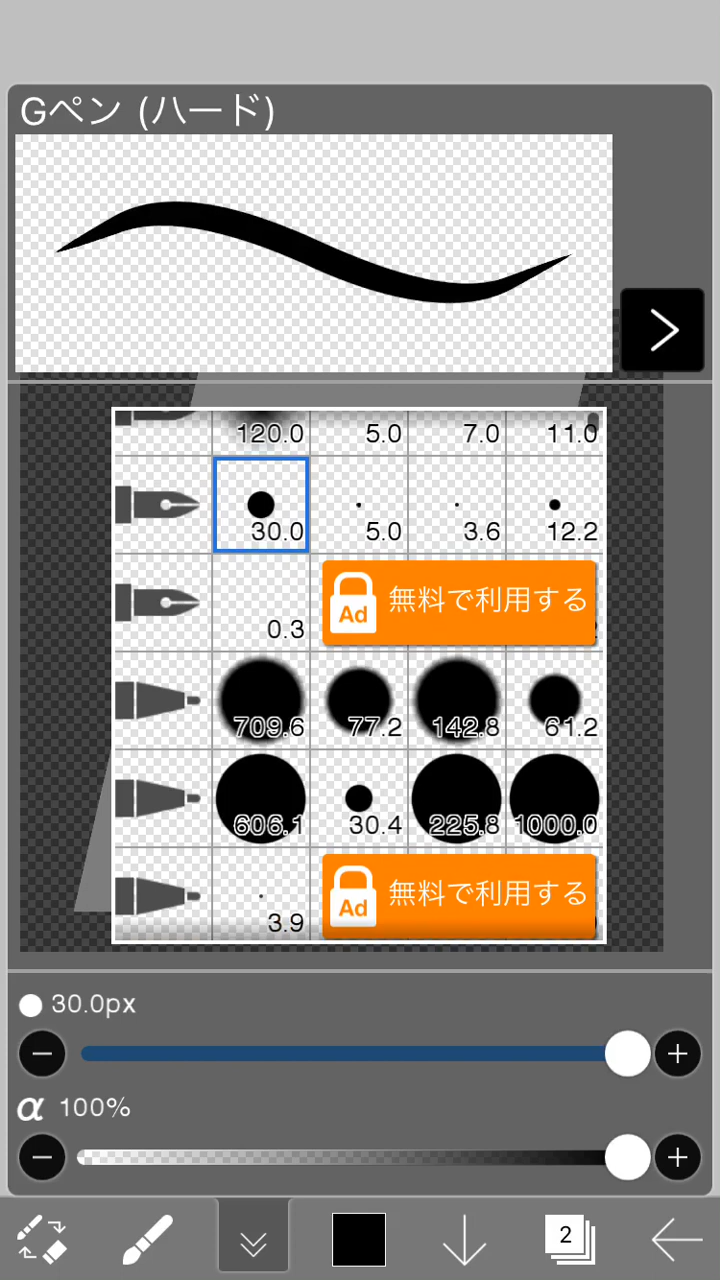 Gペン (ハード)
120.0 5.0 7.0 11.0
30.0 5.0 3.6 12.2
Ad 無料で利用する
0.3
709.6 77.2 142.8 61.2
606.1 30.4 225.8 1000.0
Ad 無料で利用する
3.9
30.0px
α 100%
2